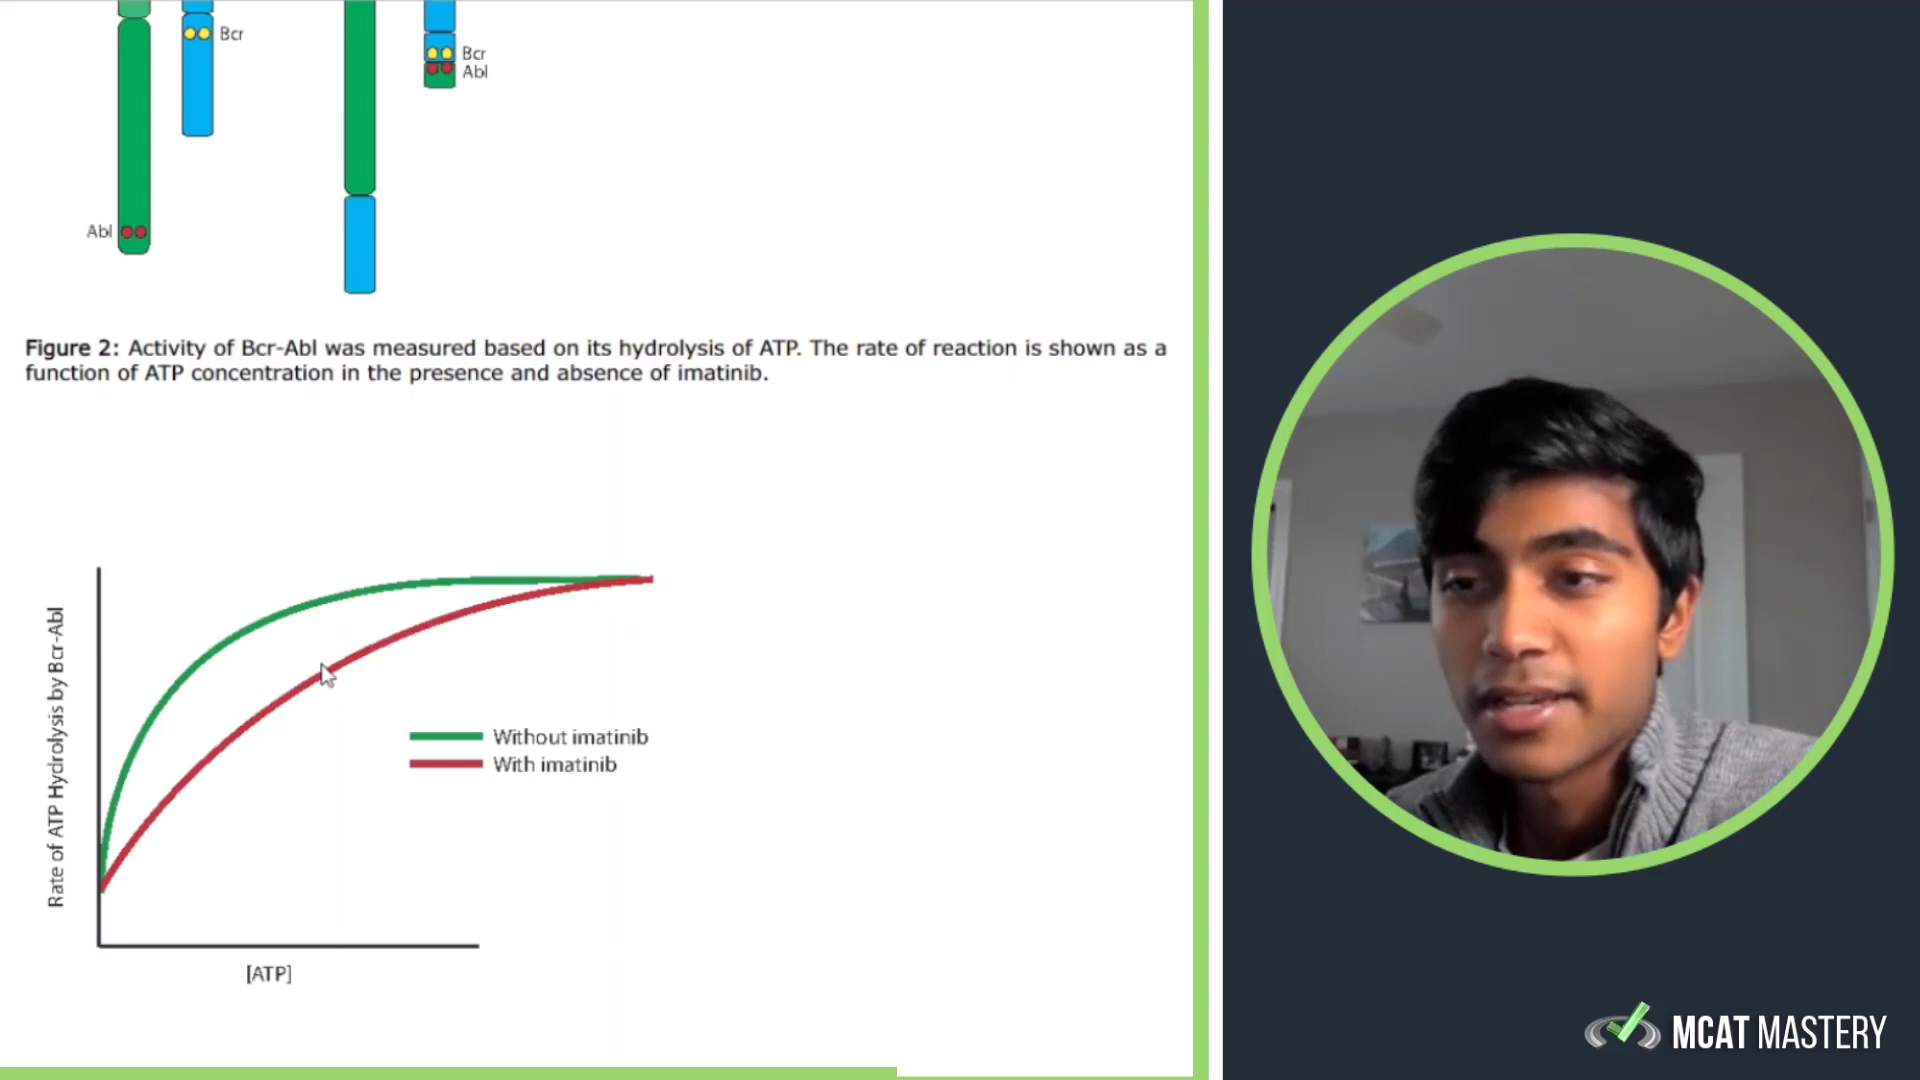 Bcr
Bcr
Abl
Abl
Figure 2: Activity of Bcr-Abl was measured based on its hydrolysis of ATP. The rate of reaction is shown as a
function of ATP concentration in the presence and absence of imatinib.
Rate of ATP Hydrolysis by Bcr-Abl
Without imatinib
With imatinib
[ATP]
MCAT MASTERY